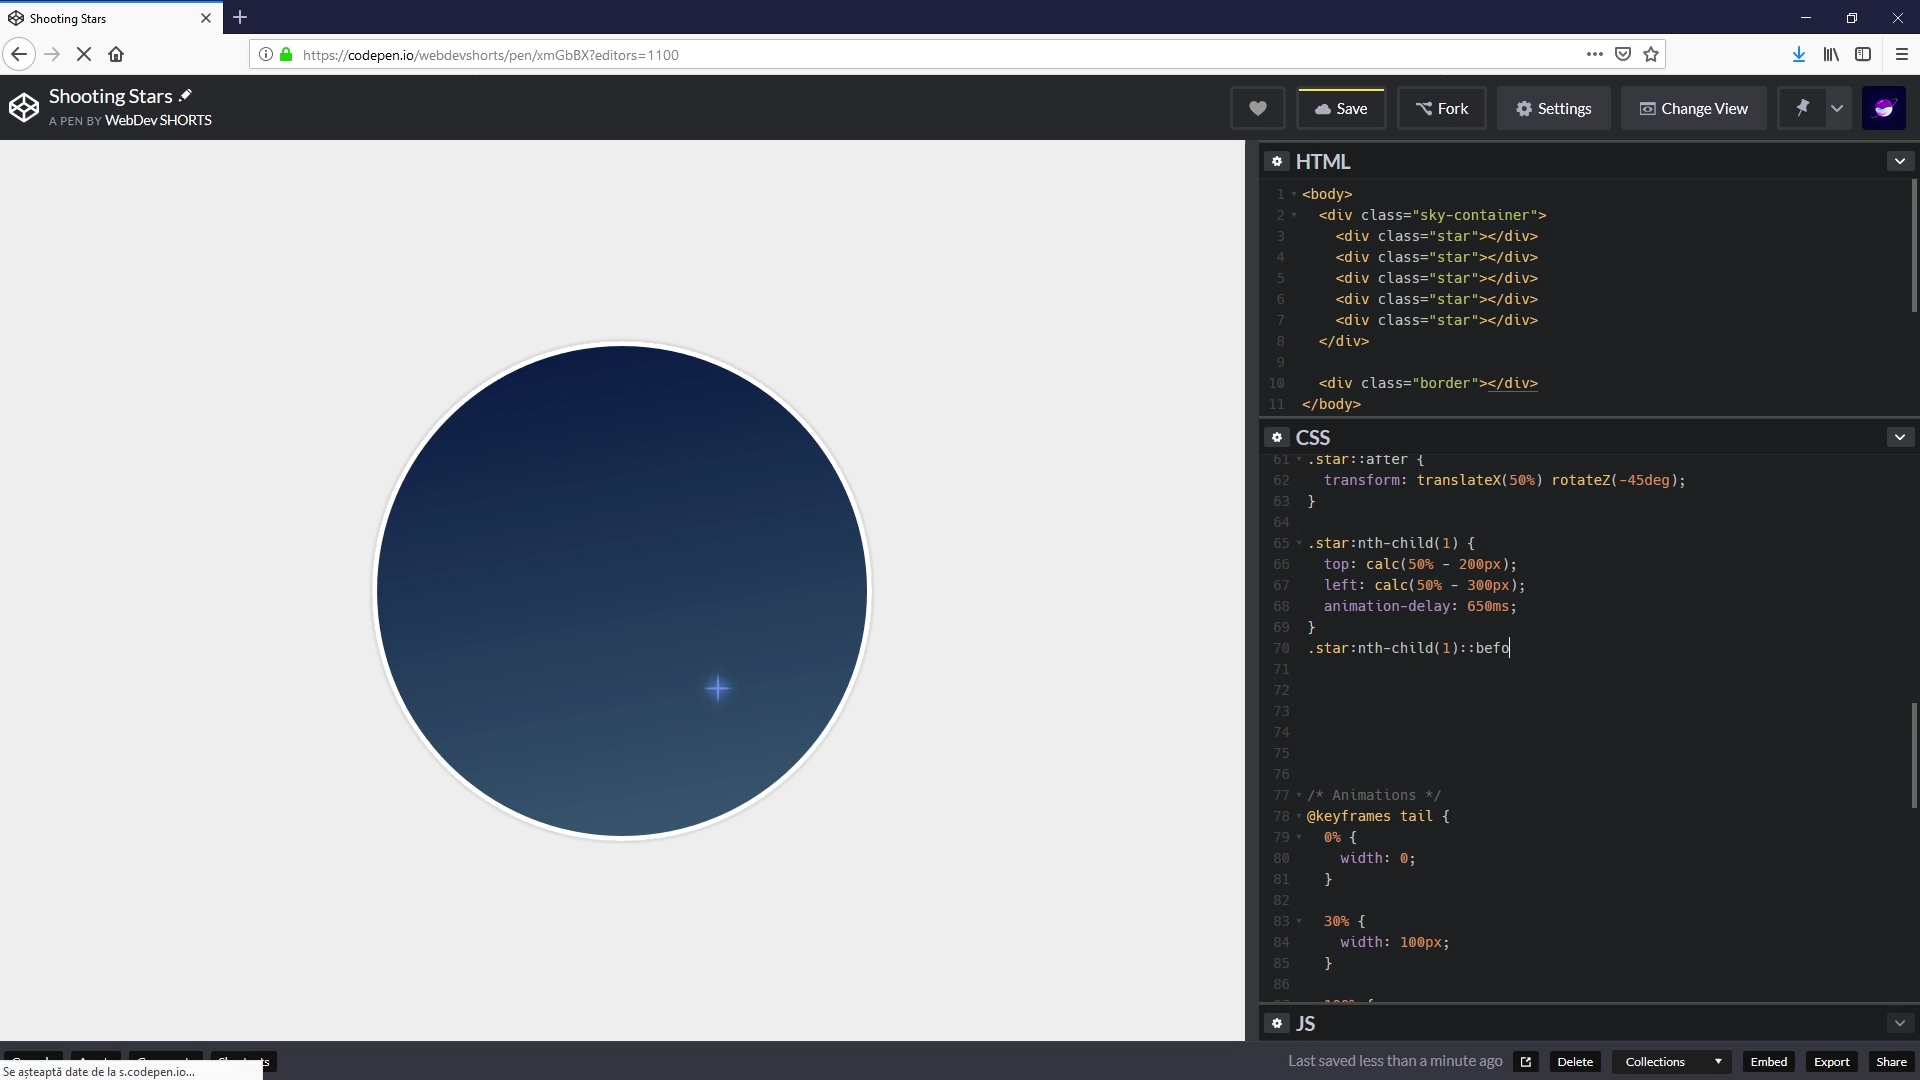 Shooting Stars
https://codepen.io/webdevshorts/pen/xmGbBX?editors=1100
Shooting Stars
A PEN BY WebDev SHORTS
Save
Fork
Settings
Change View
HTML
1 <body>
2 <div class="sky-container">
3 <div class="star"></div>
4 <div class="star"></div>
5 <div class="star"></div>
6 <div class="star"></div>
7 <div class="star"></div>
8 </div>
9
10 <div class="border"></div>
11 </body>
CSS
61 .star::after {
62 transform: translateX(50%) rotateZ(-45deg);
63 }
64
65 .star:nth-child(1) {
66 top: calc(50% - 200px);
67 left: calc(50% - 300px);
68 animation-delay: 650ms;
69 }
70 .star:nth-child(1)::befo
71
72
73
74
75
76
77 /* Animations */
78 @keyframes tail {
79 0% {
80 width: 0;
81 }
82
83 30% {
84 width: 100px;
85 }
86
JS
Last saved less than a minute ago
Delete
Collections
Embed
Export
Share
Se așteaptă date de la s.codepen.io...